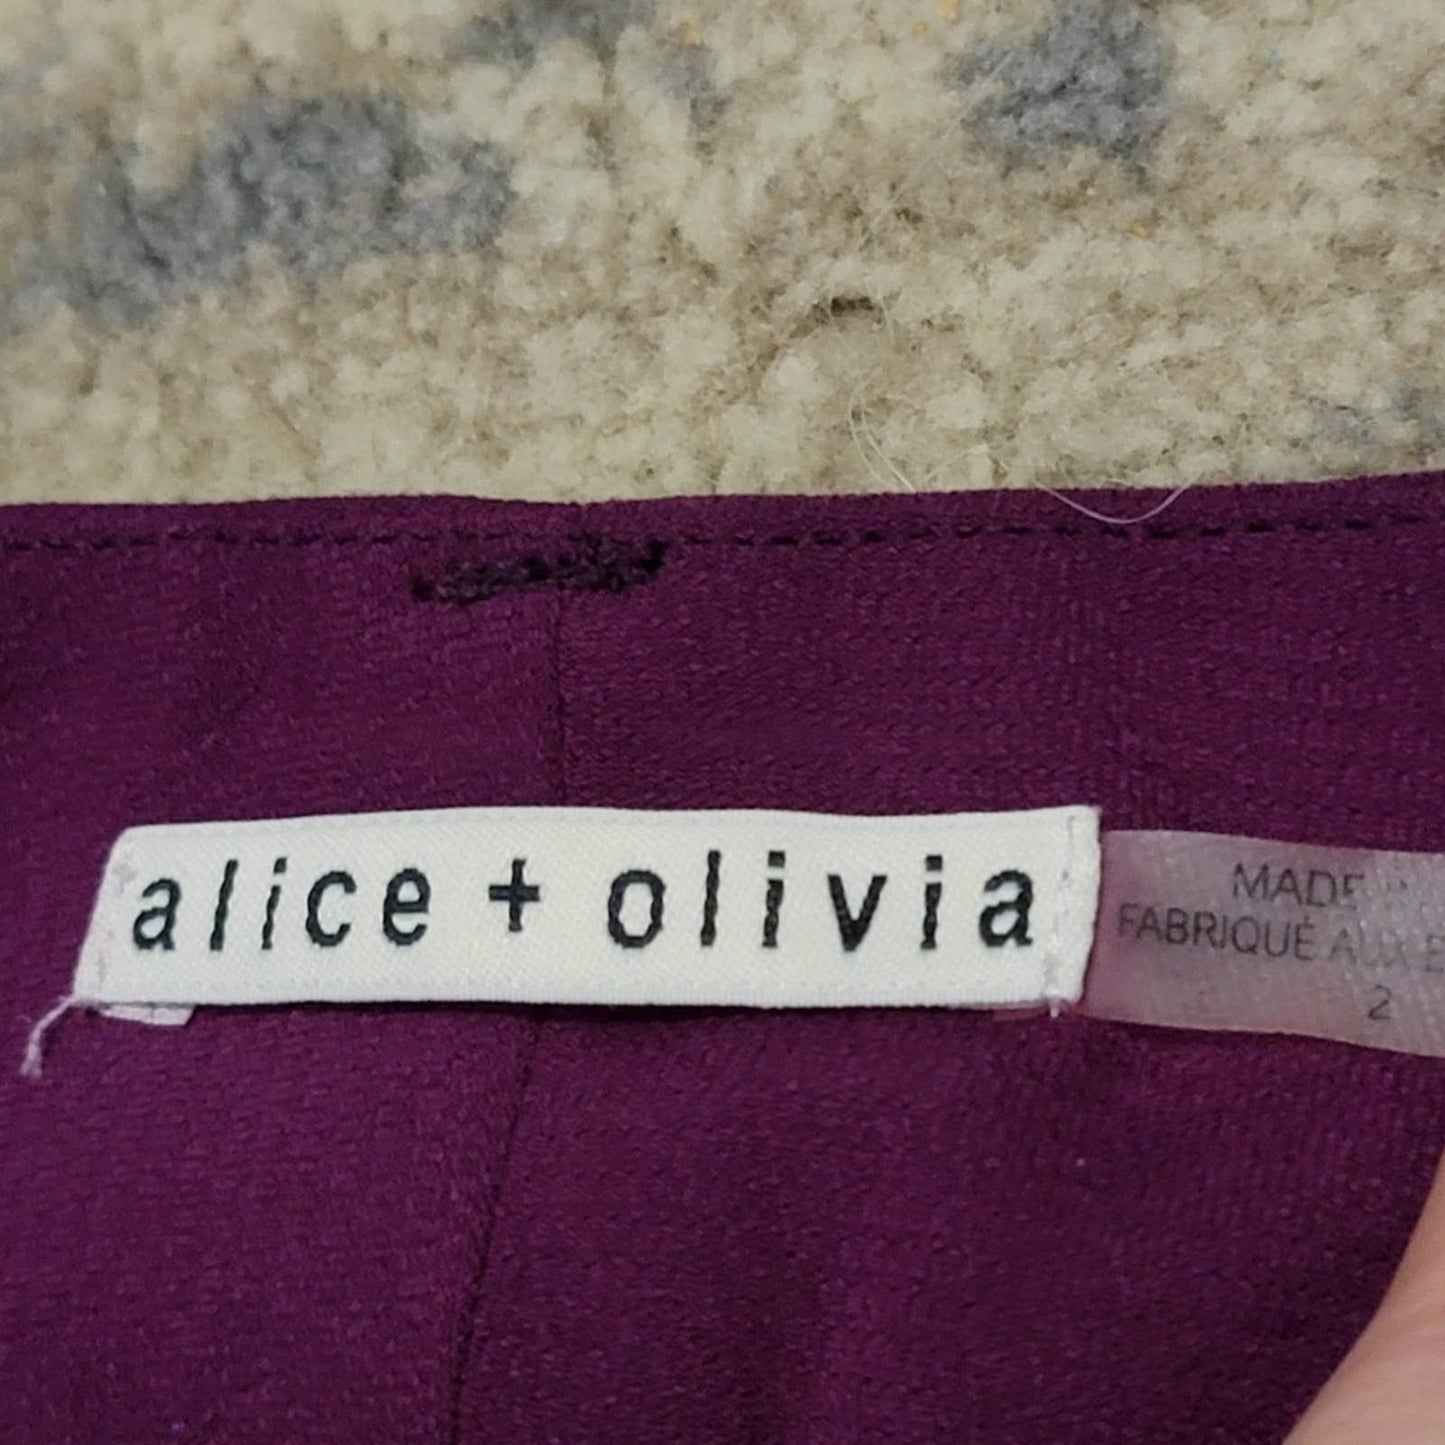 alice + olivia
MADE
FABRIQUÉ AUX
2